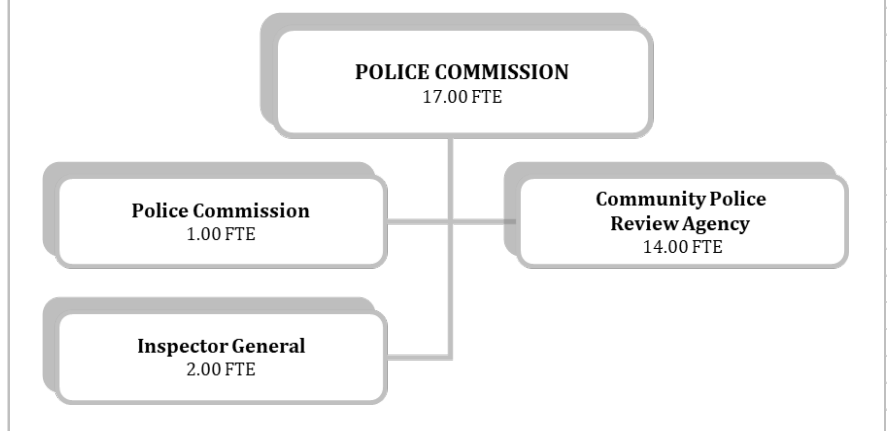 POLICE COMMISSION
17.00 FTE
Police Commission
1.00 FTE
Community Police
Review Agency
14.00 FTE
Inspector General
2.00 FTE